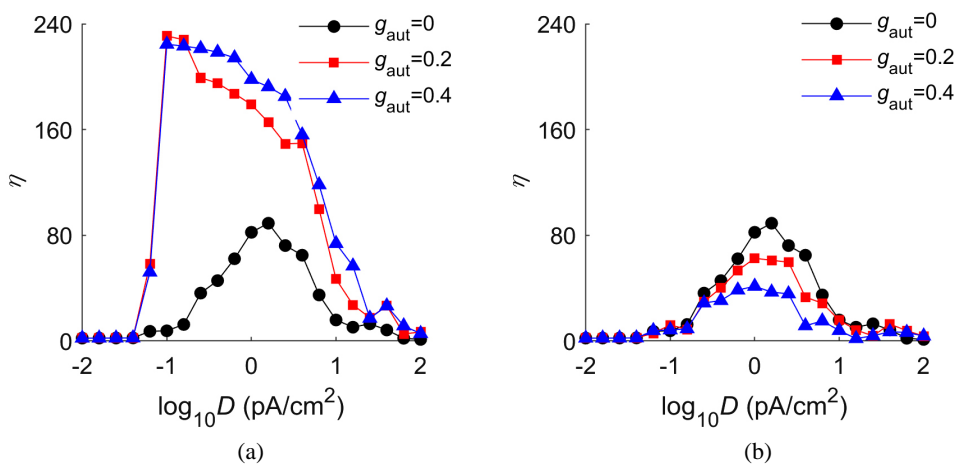 240
160
80
0
η
-2 -1 0 1 2
log₁₀D (pA/cm²)
g_aut=0
g_aut=0.2
g_aut=0.4
(a)
240
160
80
0
η
-2 -1 0 1 2
log₁₀D (pA/cm²)
g_aut=0
g_aut=0.2
g_aut=0.4
(b)